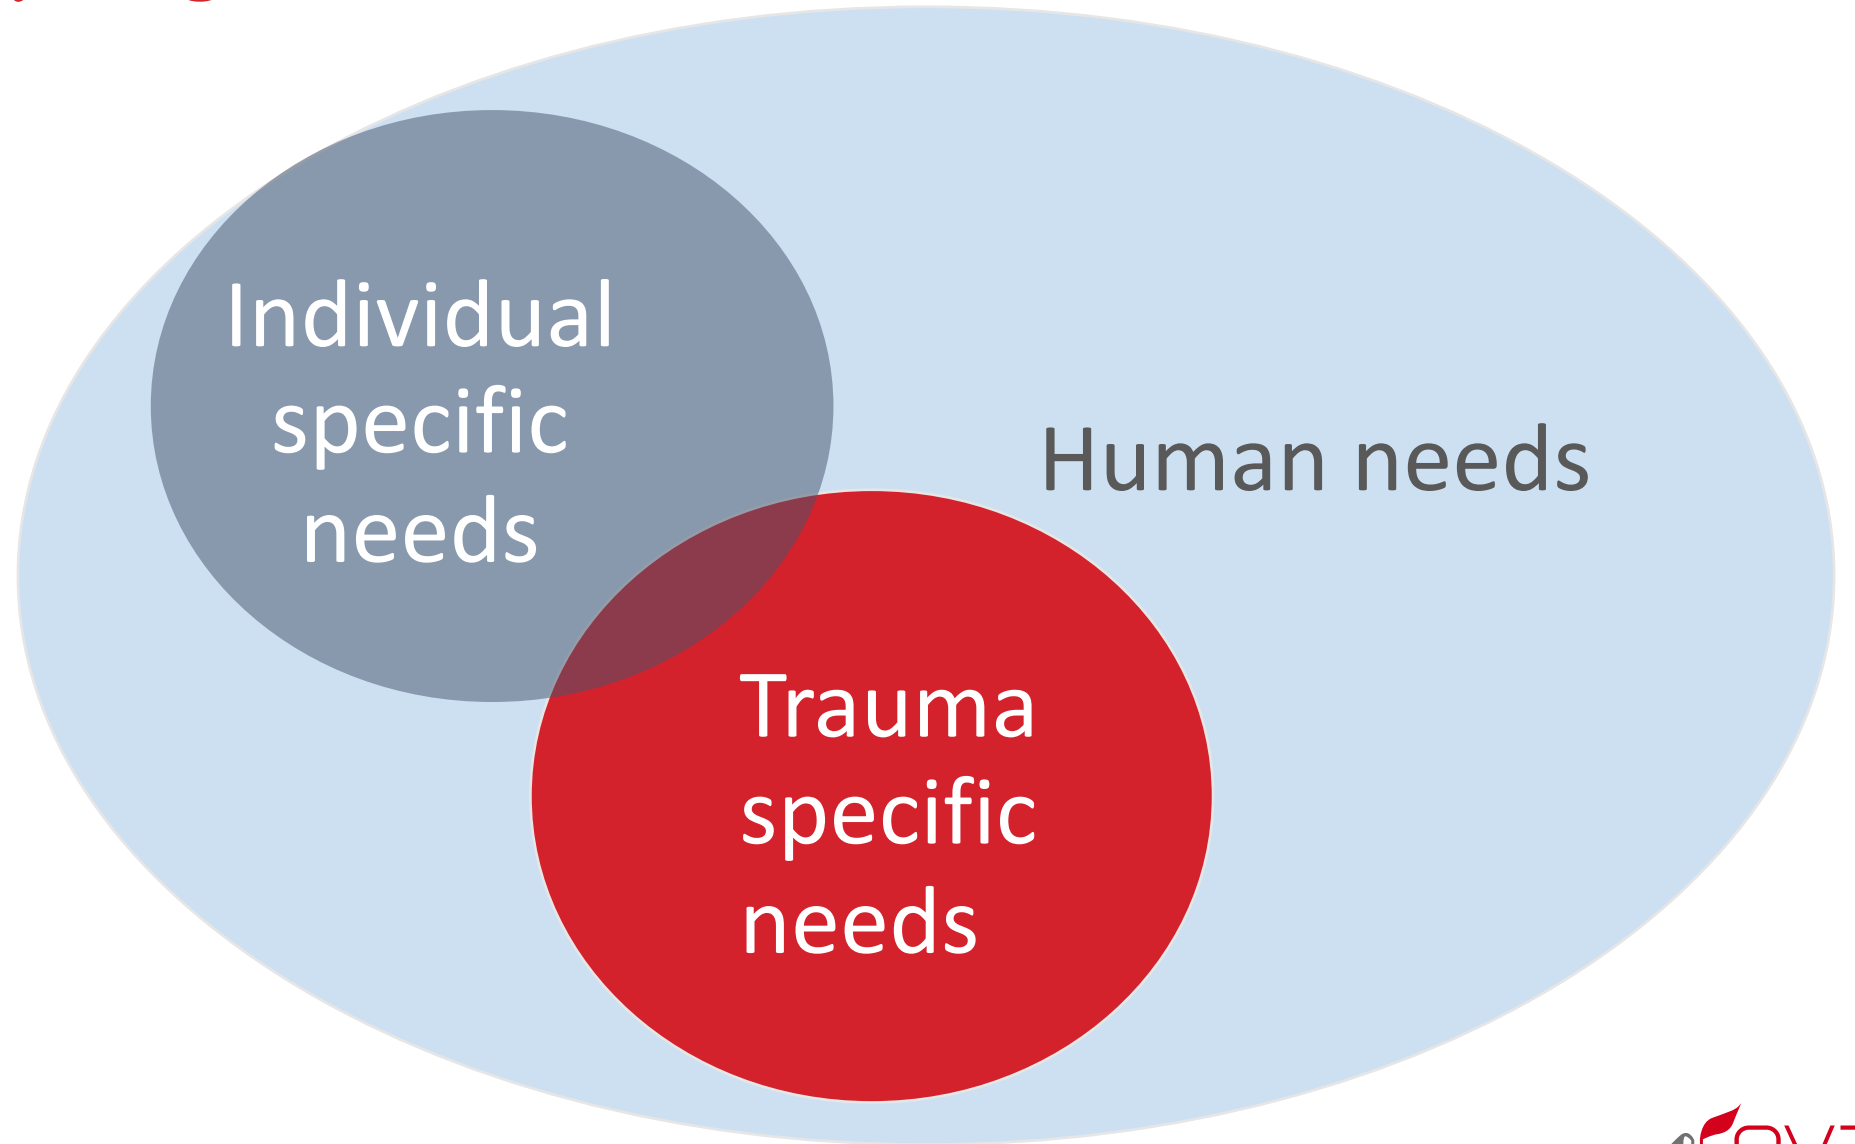 Individual
specific
needs
Human needs
Trauma
specific
needs